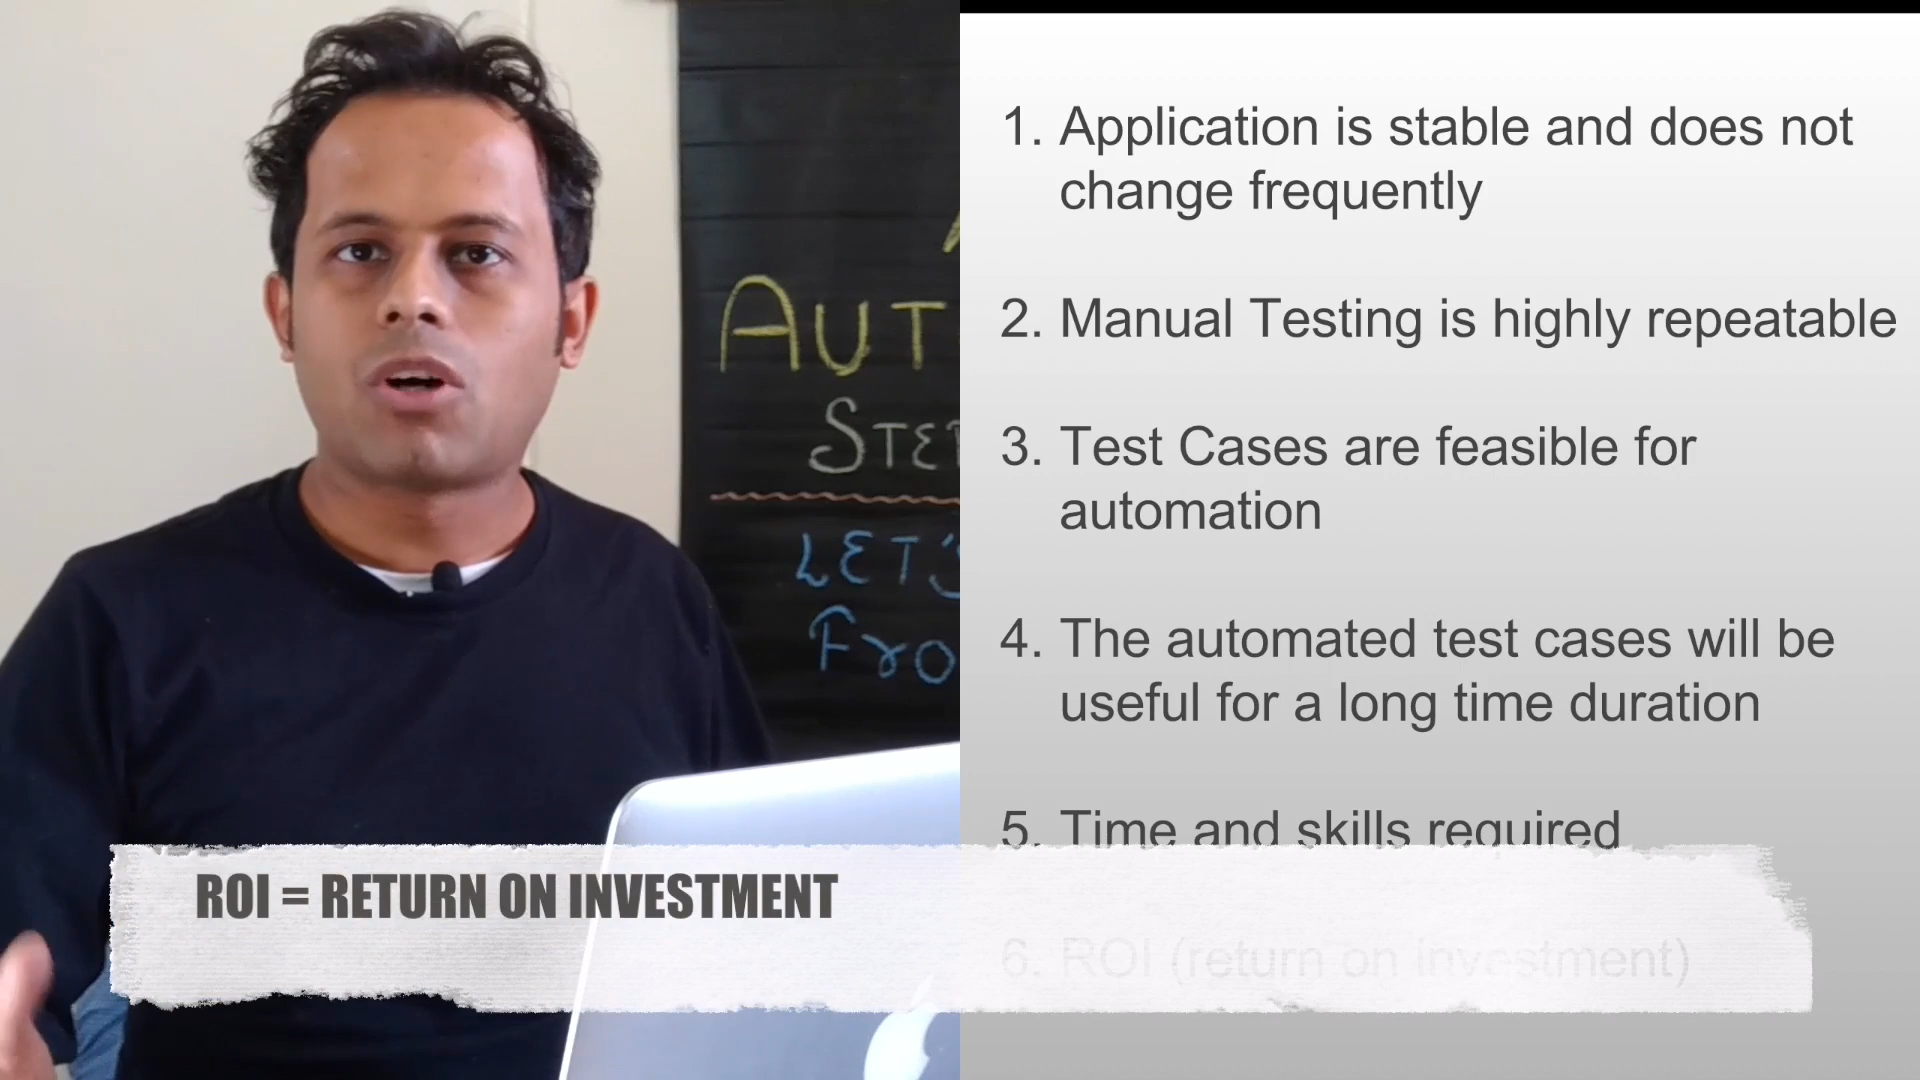 AUT
STE
LET'S
FRO
1. Application is stable and does not
change frequently
2. Manual Testing is highly repeatable
3. Test Cases are feasible for
automation
4. The automated test cases will be
useful for a long time duration
5. Time and skills required
ROI = RETURN ON INVESTMENT
6. ROI (return on investment)